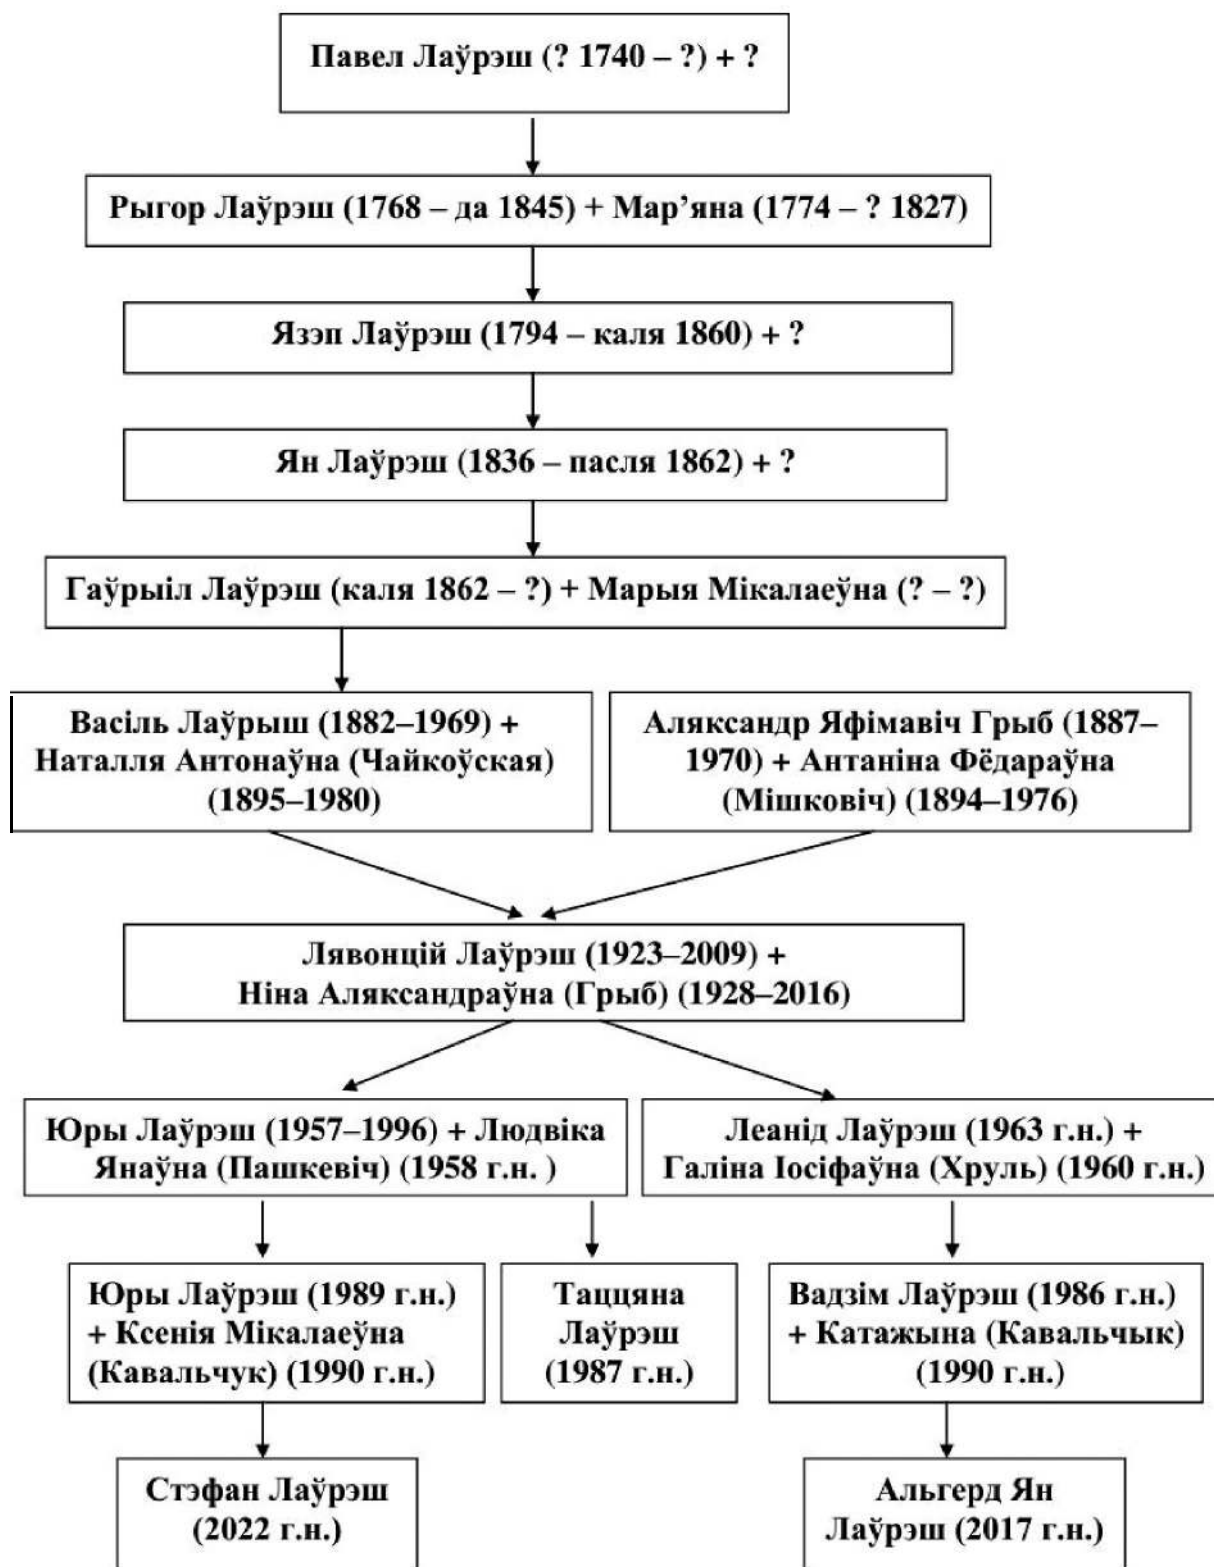 Павел Лаўрэш (? 1740 – ?) + ?
Рыгор Лаўрэш (1768 – да 1845) + Мар’яна (1774 – ? 1827)
Язэп Лаўрэш (1794 – каля 1860) + ?
Ян Лаўрэш (1836 – пасля 1862) + ?
Гаўрыіл Лаўрэш (каля 1862 – ?) + Марыя Мікалаеўна (? – ?)
Васіль Лаўрыш (1882–1969) +
Наталля Антонаўна (Чайкоўская)
(1895–1980)
Аляксандр Яфімавіч Грыб (1887–
1970) + Антаніна Фёдараўна
(Мішковіч) (1894–1976)
Лявонцій Лаўрэш (1923–2009) +
Ніна Аляксандраўна (Грыб) (1928–2016)
Юры Лаўрэш (1957–1996) + Людвіка
Янаўна (Пашкевіч) (1958 г.н. )
Леанід Лаўрэш (1963 г.н.) +
Галіна Іосіфаўна (Хруль) (1960 г.н.)
Юры Лаўрэш (1989 г.н.)
+ Ксенія Мікалаеўна
(Кавальчук) (1990 г.н.)
Таццяна
Лаўрэш
(1987 г.н.)
Вадзім Лаўрэш (1986 г.н.)
+ Катажына (Кавальчык)
(1990 г.н.)
Стэфан Лаўрэш
(2022 г.н.)
Альгерд Ян
Лаўрэш (2017 г.н.)